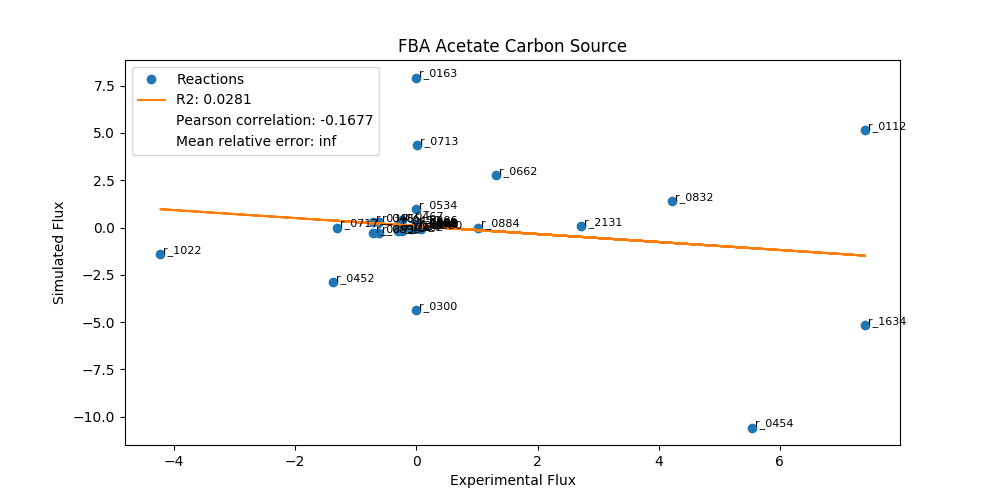 FBA Acetate Carbon Source
Reactions
R2: 0.0281
Pearson correlation: -0.1677
Mean relative error: inf
r_0163
r_0112
r_0713
r_0662
r_0534
r_0832
r_0884
r_2131
r_1022
r_0452
r_0300
r_1634
r_0454
7.5
5.0
2.5
0.0
−2.5
−5.0
−7.5
−10.0
Simulated Flux
−4
−2
0
2
4
6
Experimental Flux